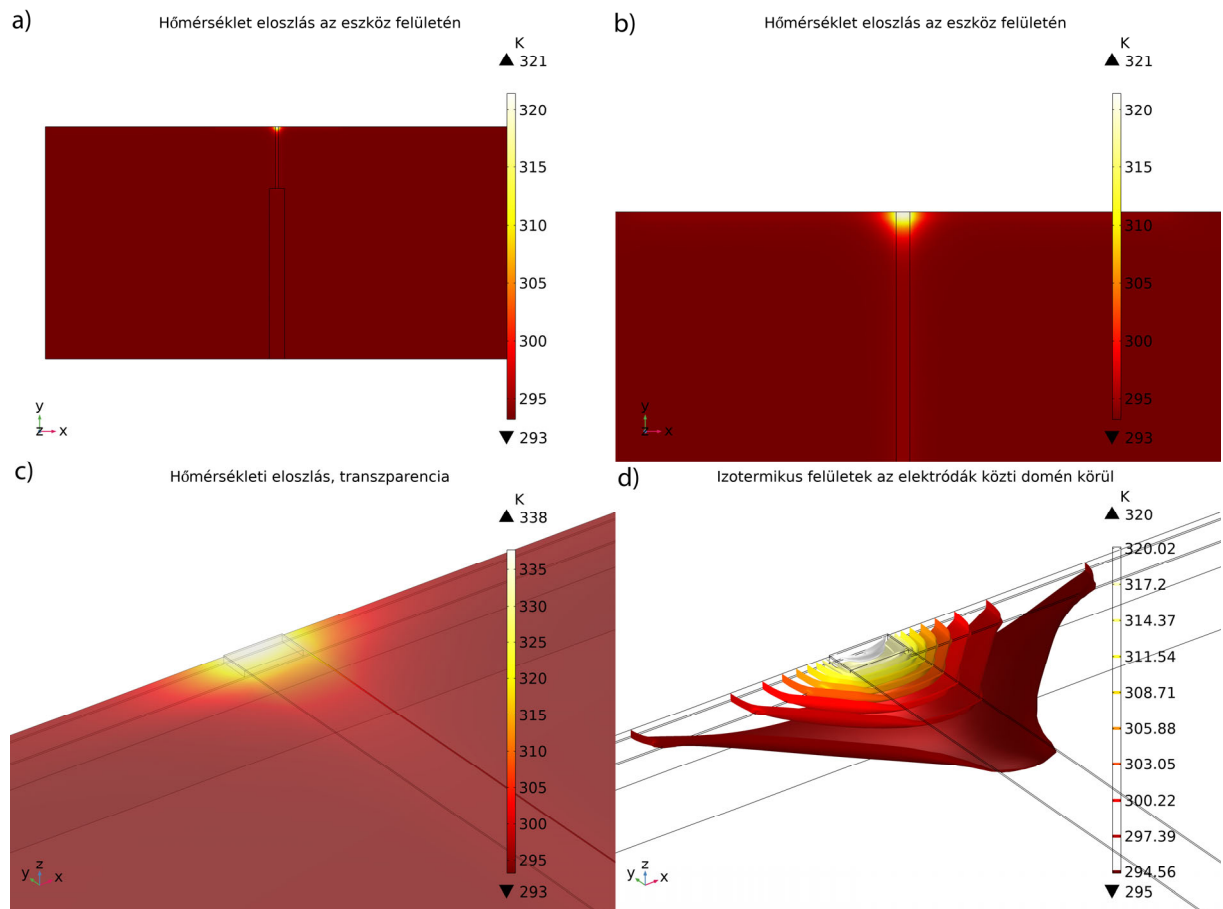 a)
Hőmérséklet eloszlás az eszköz felületén
K
321
320
315
310
305
300
295
293
y
z x
b)
Hőmérséklet eloszlás az eszköz felületén
K
321
320
315
310
305
300
295
293
y
z x
c)
Hőmérsékleti eloszlás, transzparencia
K
338
335
330
325
320
315
310
305
300
295
293
z
y x
d)
Izotermikus felületek az elektródák közti domén körül
K
320
320.02
317.2
314.37
311.54
308.71
305.88
303.05
300.22
297.39
294.56
295
z
y x